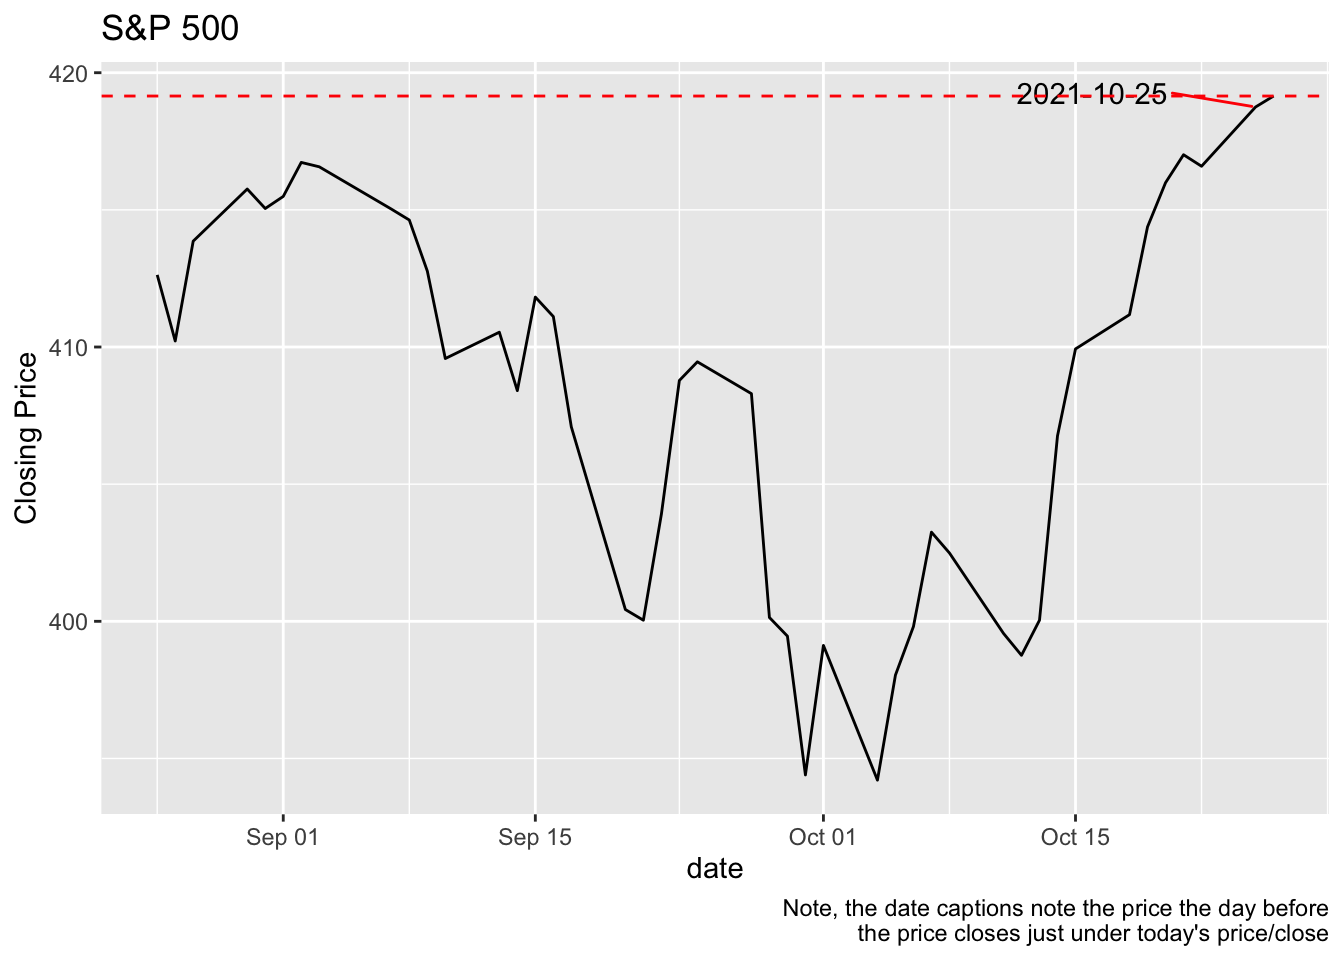 S&P 500
420
2021-10-25
410
400
Closing Price
Sep 01
Sep 15
Oct 01
Oct 15
date
Note, the date captions note the price the day before
the price closes just under today's price/close